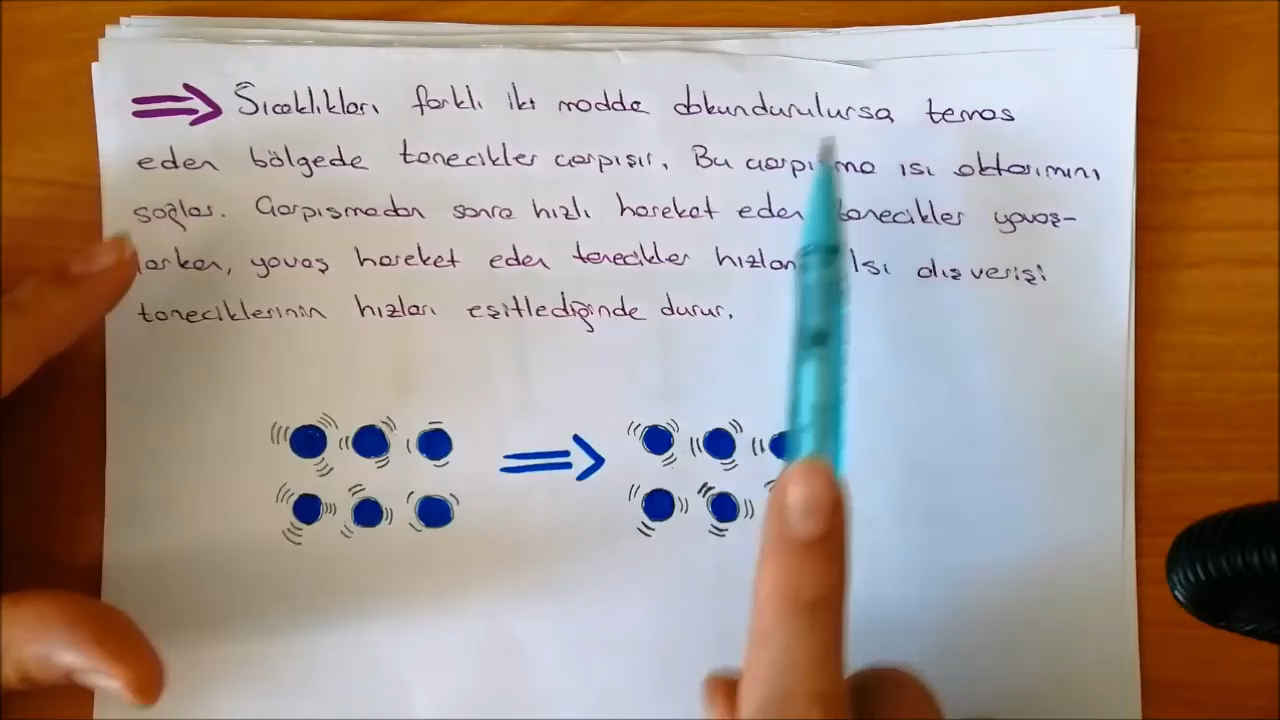 Sıcaklıkları farklı iki madde dokundurulursa temas
eden bölgede tanecikler çarpışır. Bu çarpışma ısı aktarımını
sağlar. Çarpışmadan sonra hızlı hareket eden tanecikler yavaş-
larken, yavaş hareket eden tanecikler hızlanır. Isı alışverişi
taneciklerinin hızları eşitlediğinde durur.